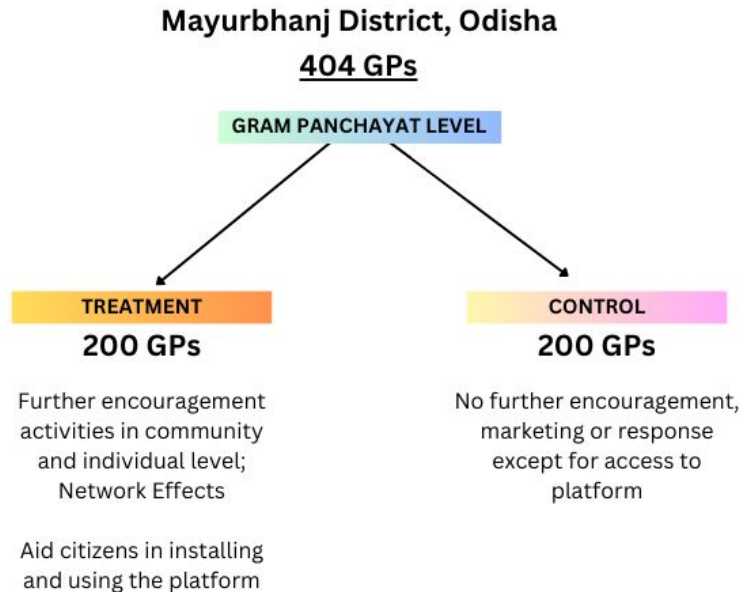 Mayurbhanj District, Odisha
404 GPs
GRAM PANCHAYAT LEVEL
TREATMENT
200 GPs
Further encouragement
activities in community
and individual level;
Network Effects
Aid citizens in installing
and using the platform
CONTROL
200 GPs
No further encouragement,
marketing or response
except for access to
platform